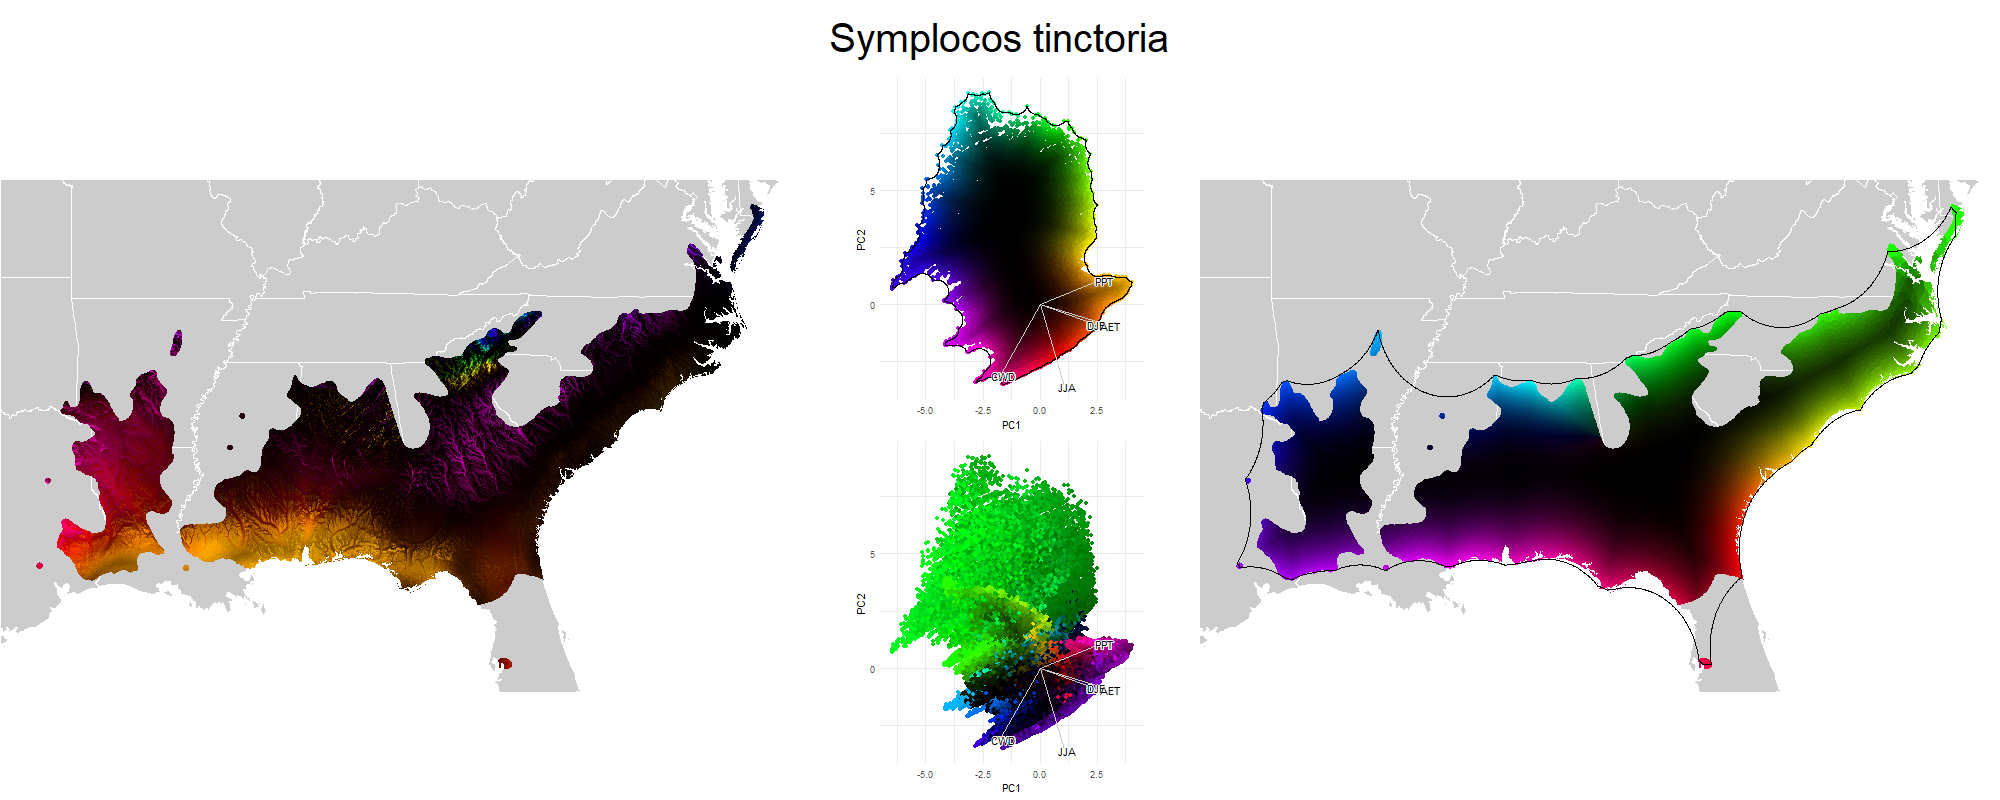 Symplocos tinctoria
PC2
5
0
PPT
DJF AET
CWD
JJA
-5.0 -2.5 0.0 2.5
PC1
PC2
5
0
PPT
DJF AET
CWD
JJA
-5.0 -2.5 0.0 2.5
PC1